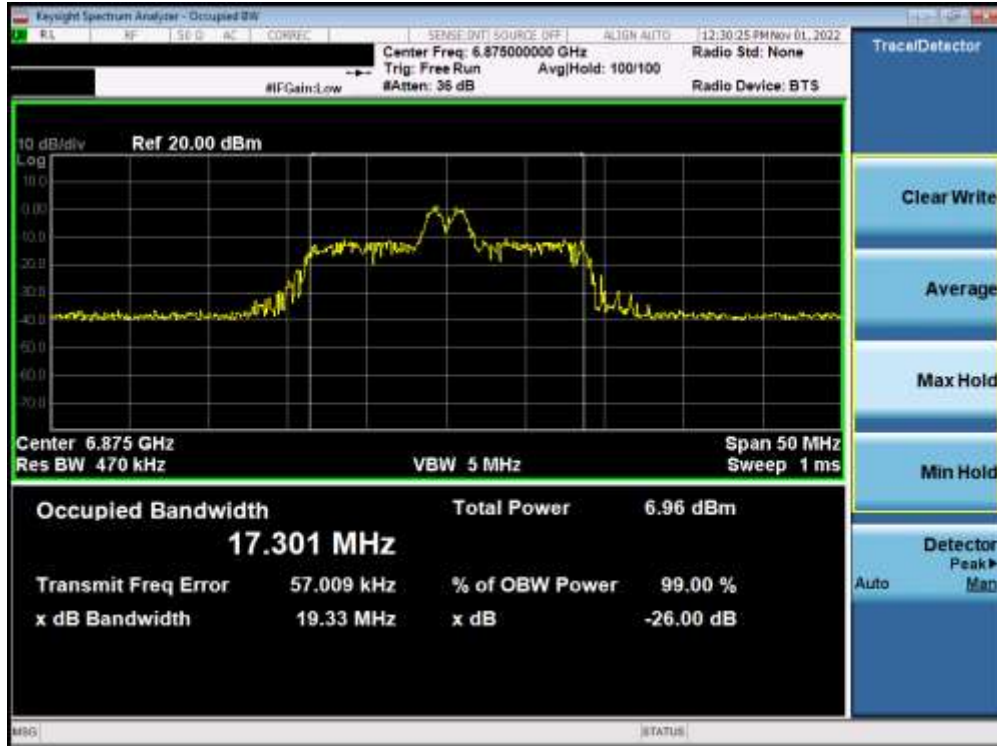 Keysight Spectrum Analyzer - Occupied BW
RL RF 50 Ω AC CORREC SENSE:INT SOURCE OFF ALIGN AUTO 12:30:25 PM Nov 01, 2022
Center Freq: 6.875000000 GHz Radio Std: None
Trig: Free Run Avg|Hold: 100/100
#IFGain:Low #Atten: 36 dB Radio Device: BTS
Trace/Detector
10 dB/div Ref 20.00 dBm
Log
10.0
0.00
-10.0
-20.0
-30.0
-40.0
-50.0
-60.0
-70.0
Center 6.875 GHz Span 50 MHz
Res BW 470 kHz VBW 5 MHz Sweep 1 ms
Occupied Bandwidth Total Power 6.96 dBm
17.301 MHz
Transmit Freq Error 57.009 kHz % of OBW Power 99.00 %
x dB Bandwidth 19.33 MHz x dB -26.00 dB
Clear Write
Average
Max Hold
Min Hold
Detector
Peak▶
Auto Man
MSG STATUS